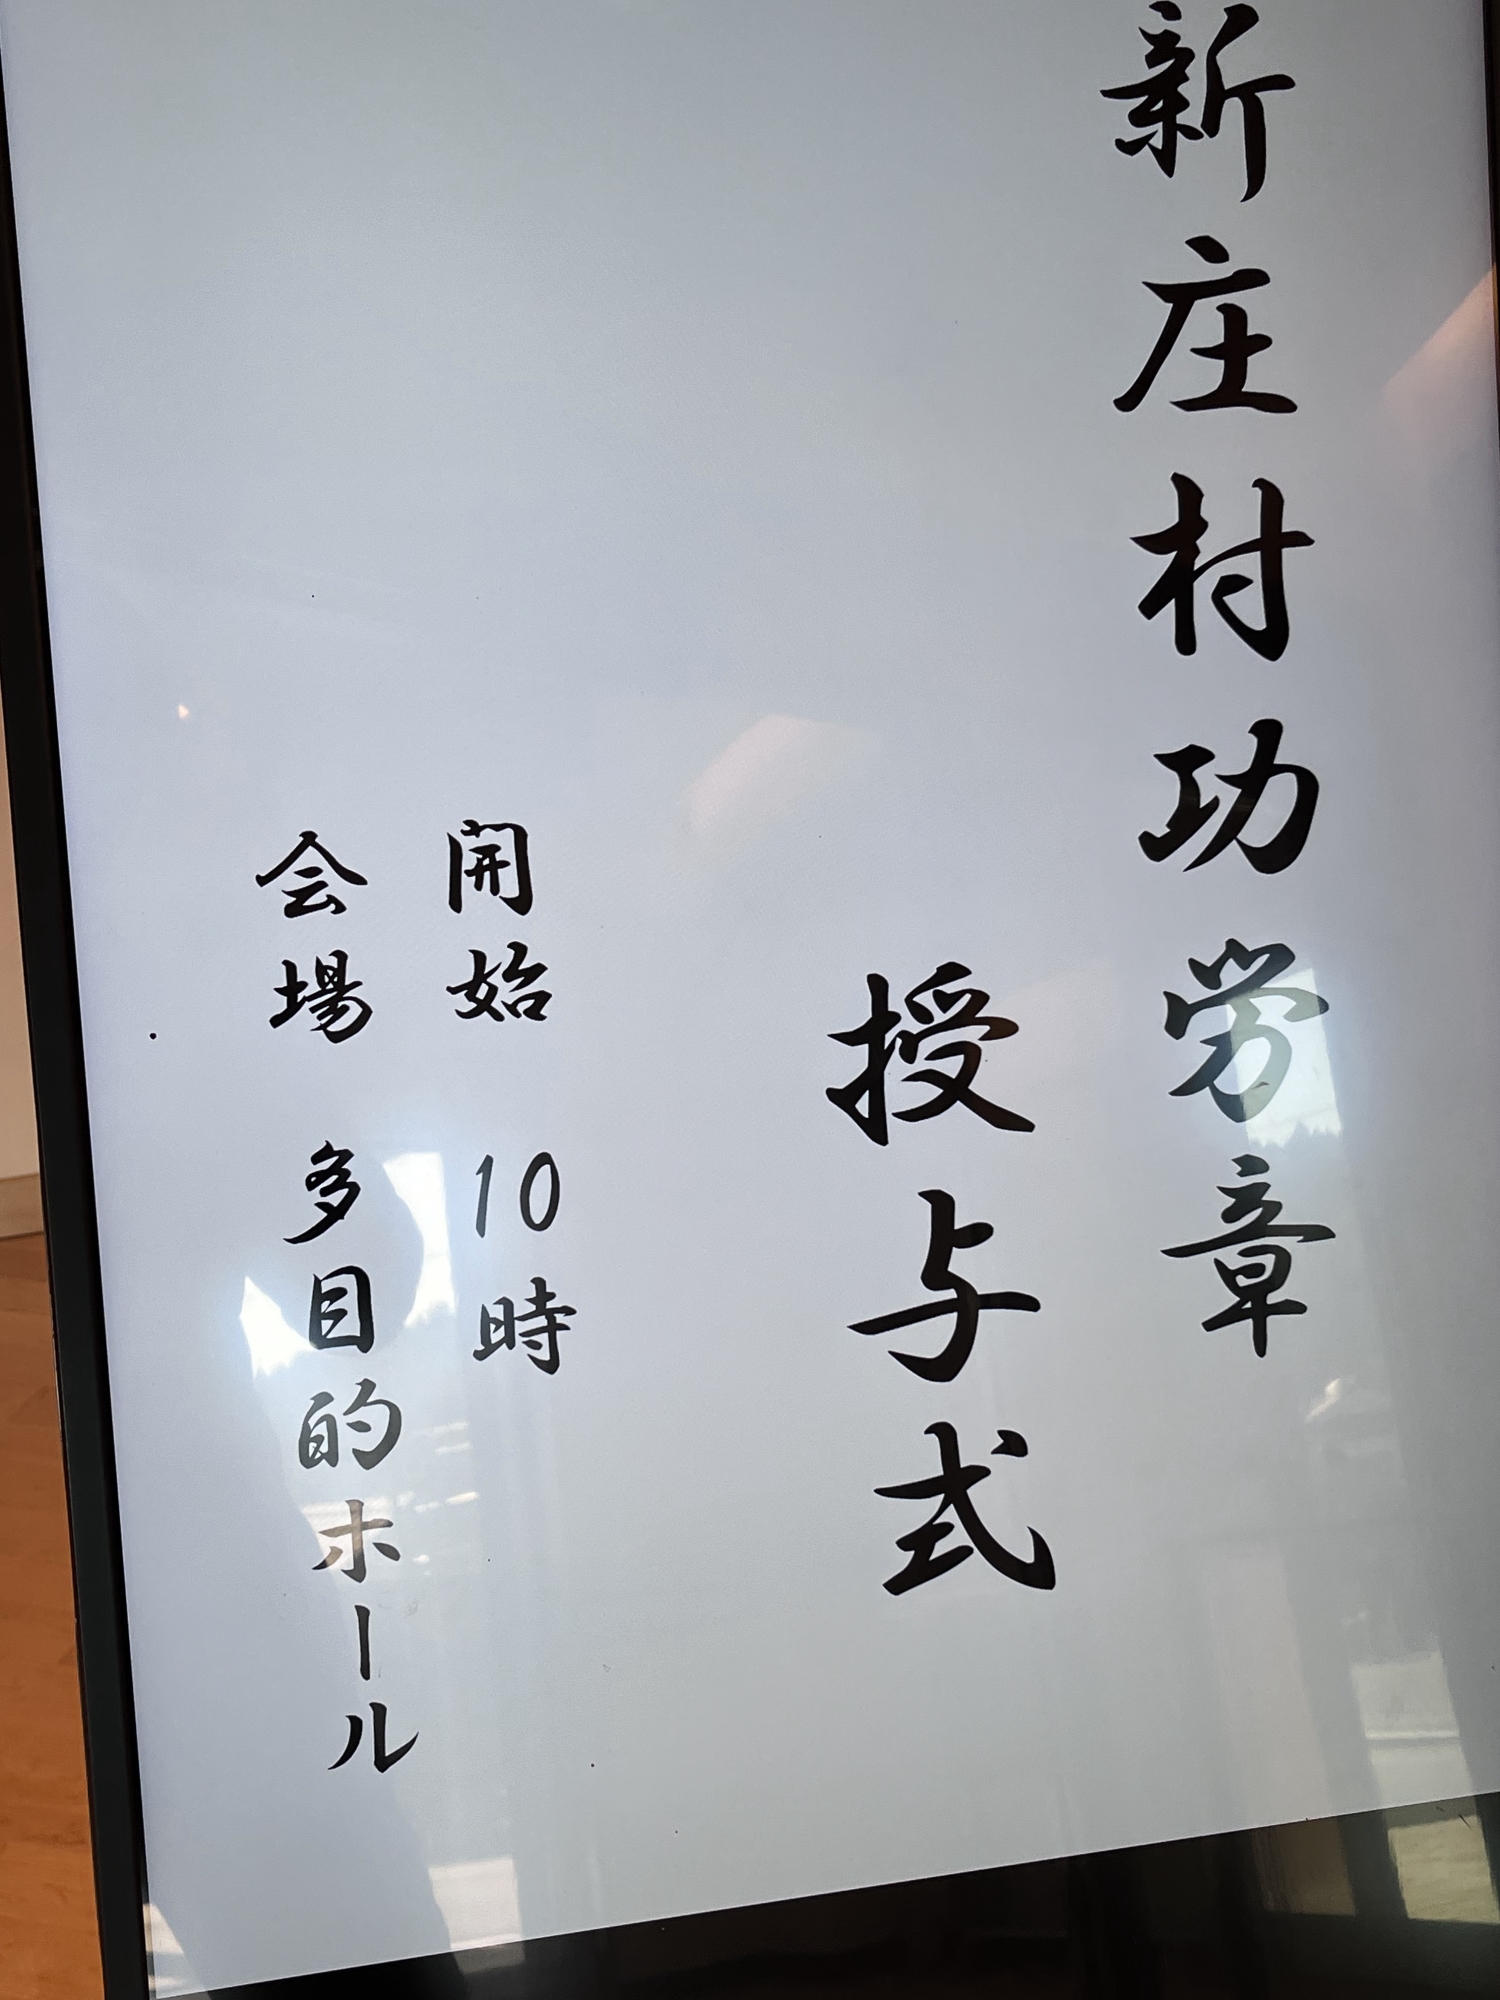 新庄村功労章
授与式
開始 10時
会場 多目的ホール